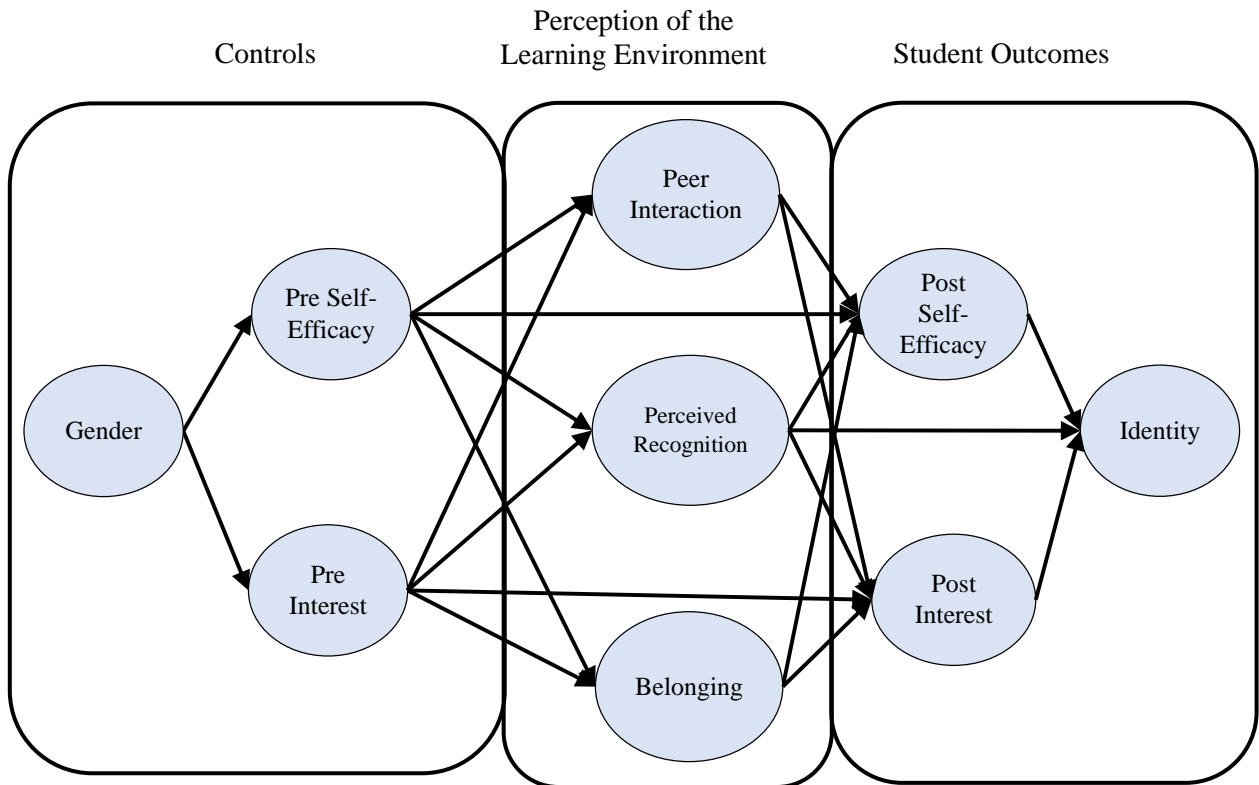 Controls
Perception of the
Learning Environment
Student Outcomes
Gender
Pre Self-
Efficacy
Pre
Interest
Peer
Interaction
Perceived
Recognition
Belonging
Post
Self-
Efficacy
Post
Interest
Identity